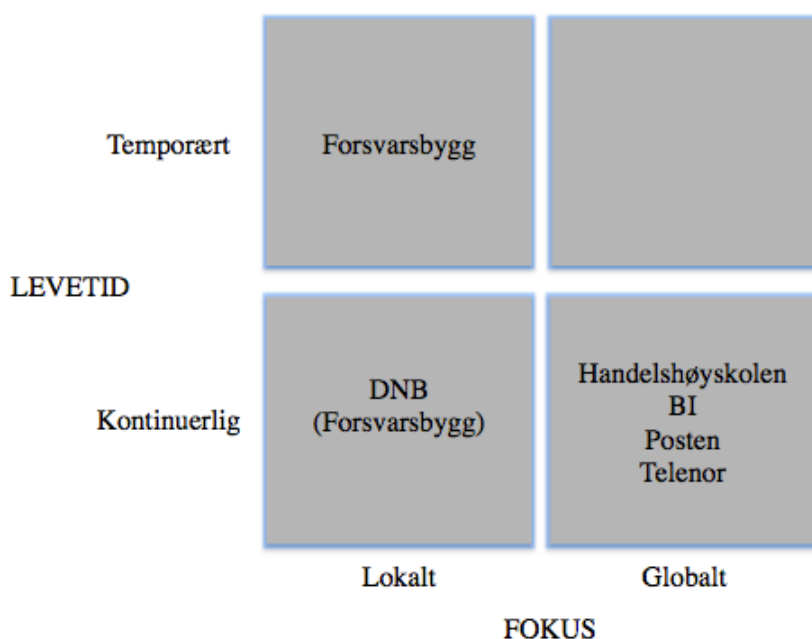 Temporært
Forsvarsbygg
LEVETID
Kontinuerlig
DNB
(Forsvarsbygg)
Handelshøyskolen
BI
Posten
Telenor
Lokalt
Globalt
FOKUS